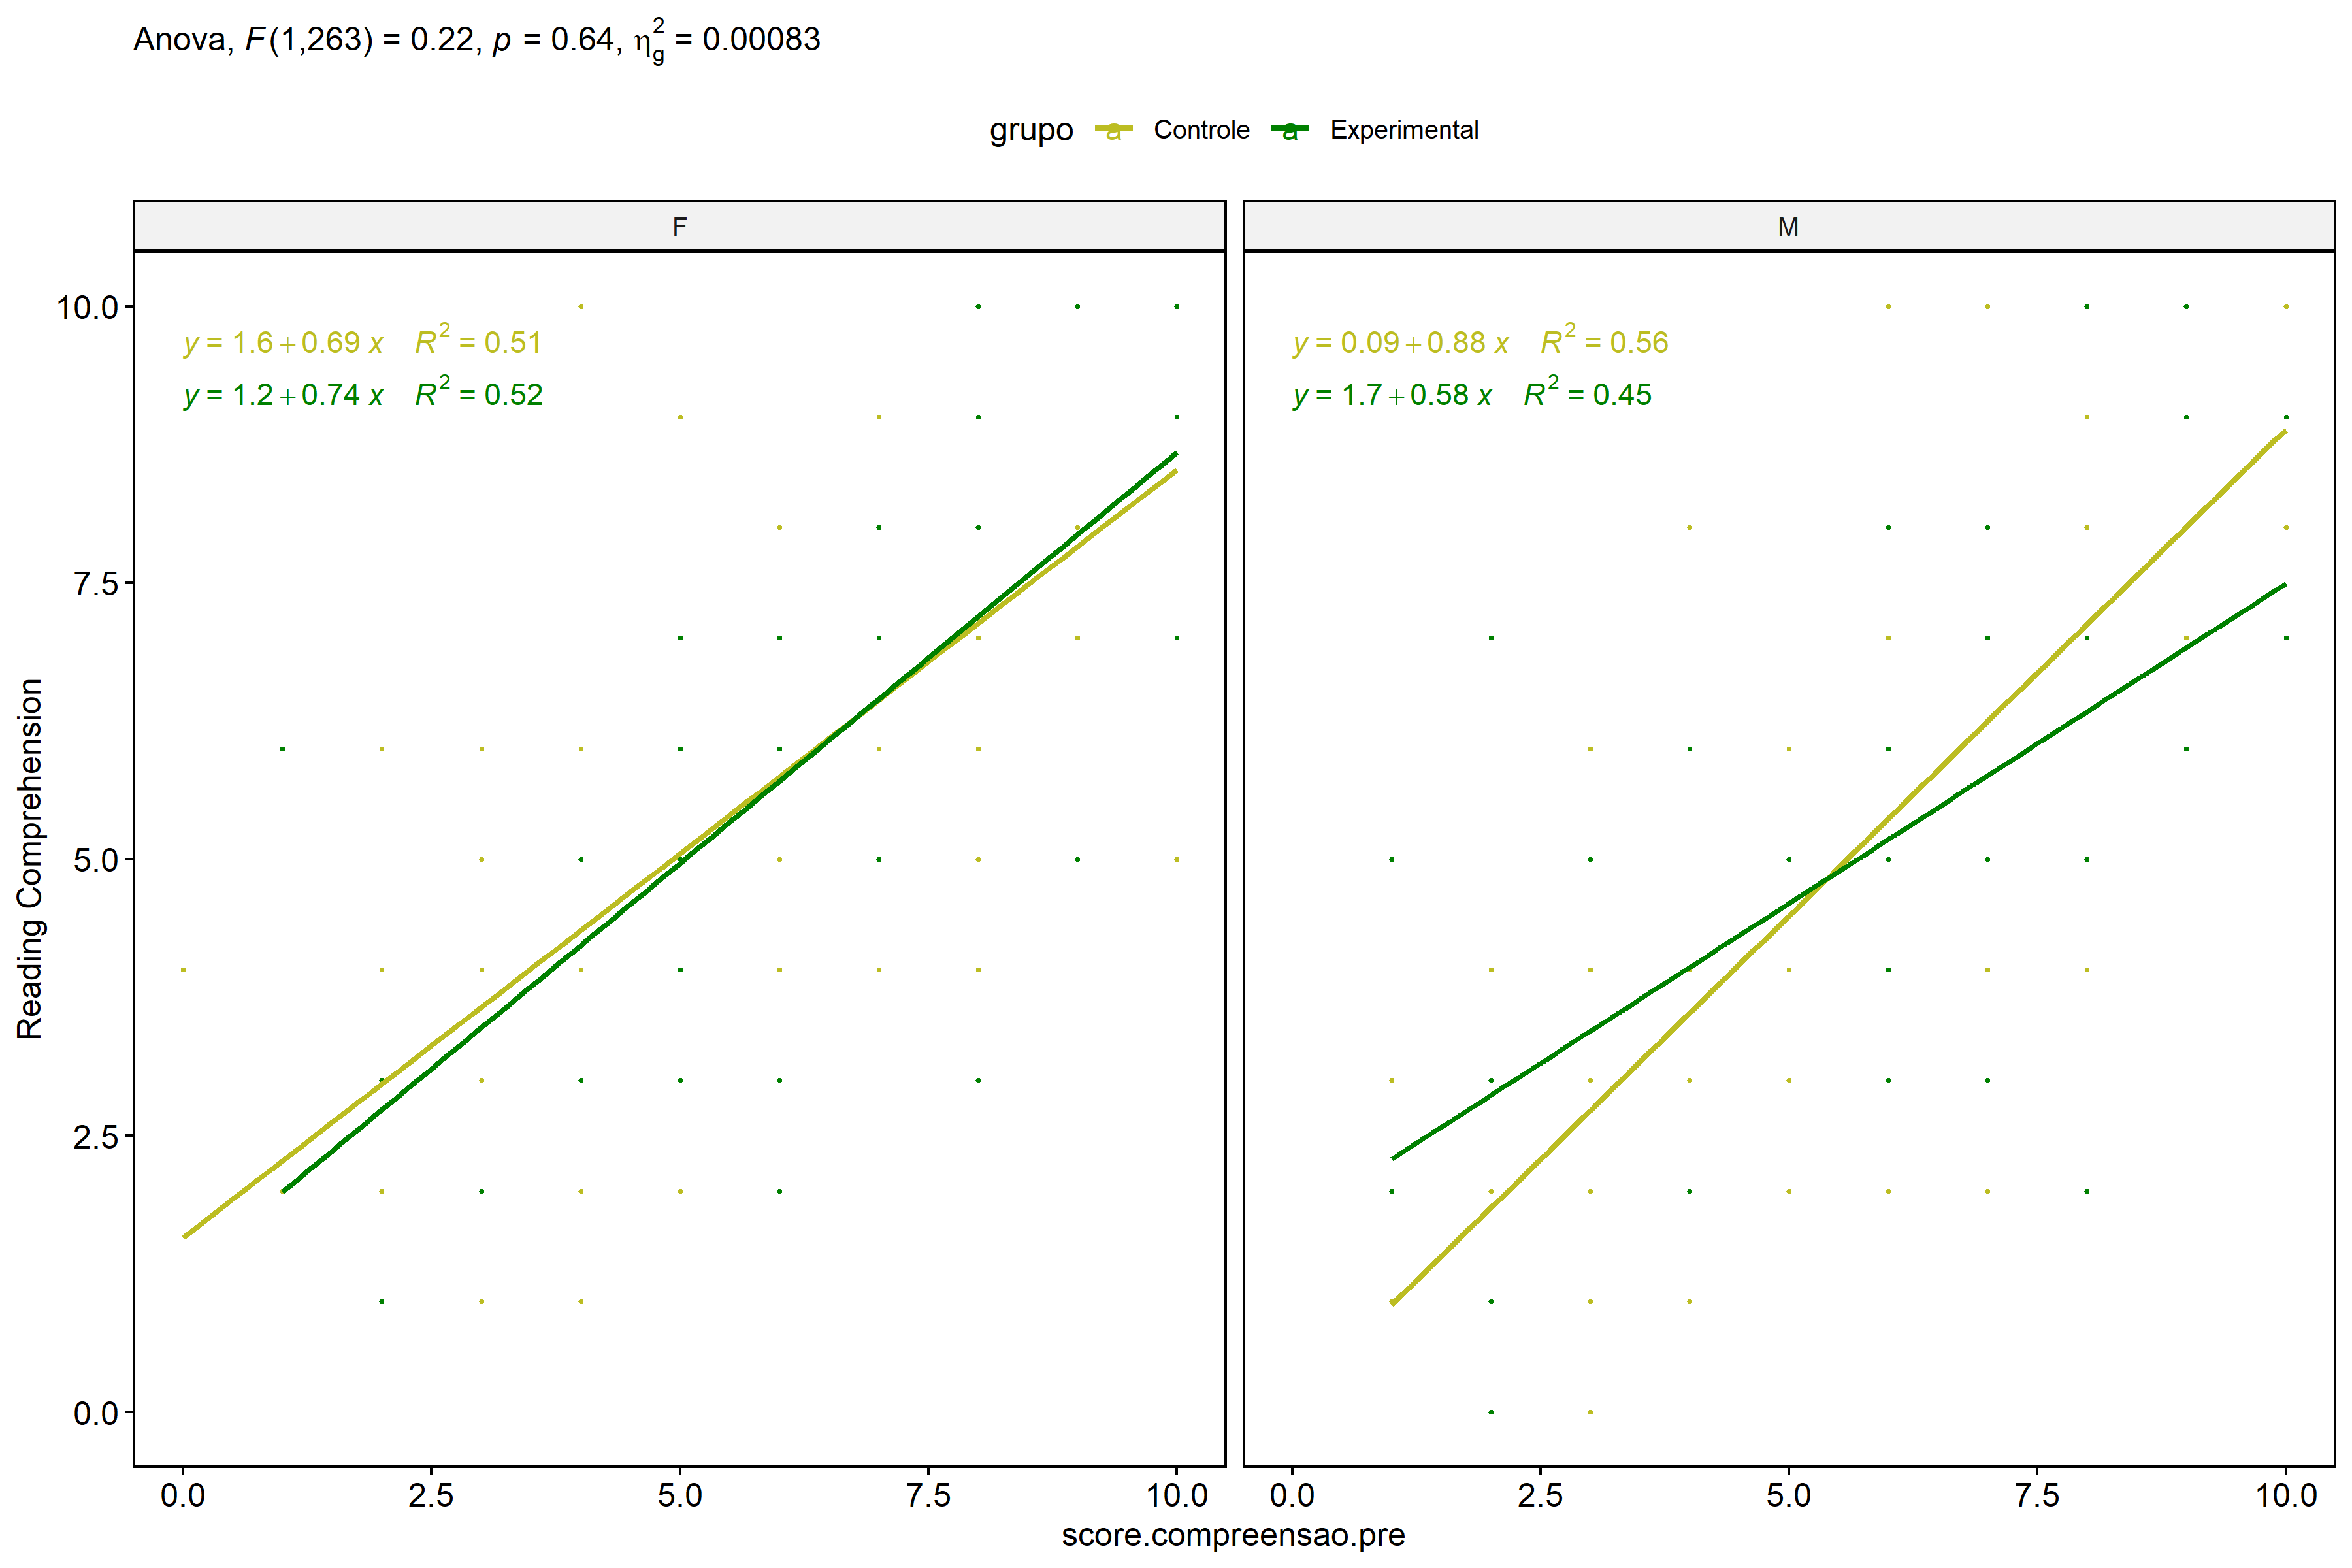 Anova, F(1,263) = 0.22, p = 0.64, η²g = 0.00083
grupo a Controle a Experimental
F
M
y = 1.6 + 0.69 x R² = 0.51
y = 1.2 + 0.74 x R² = 0.52
y = 0.09 + 0.88 x R² = 0.56
y = 1.7 + 0.58 x R² = 0.45
Reading Comprehension
10.0
7.5
5.0
2.5
0.0
0.0 2.5 5.0 7.5 10.0
0.0 2.5 5.0 7.5 10.0
score.compreensao.pre